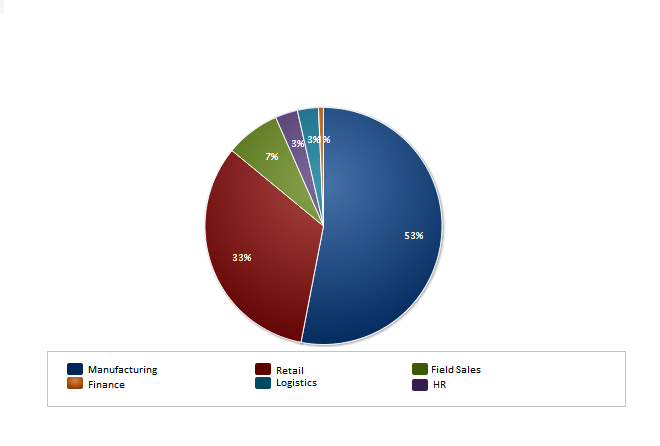 7%
3%
3%
%
53%
33%
Manufacturing
Retail
Field Sales
Finance
Logistics
HR